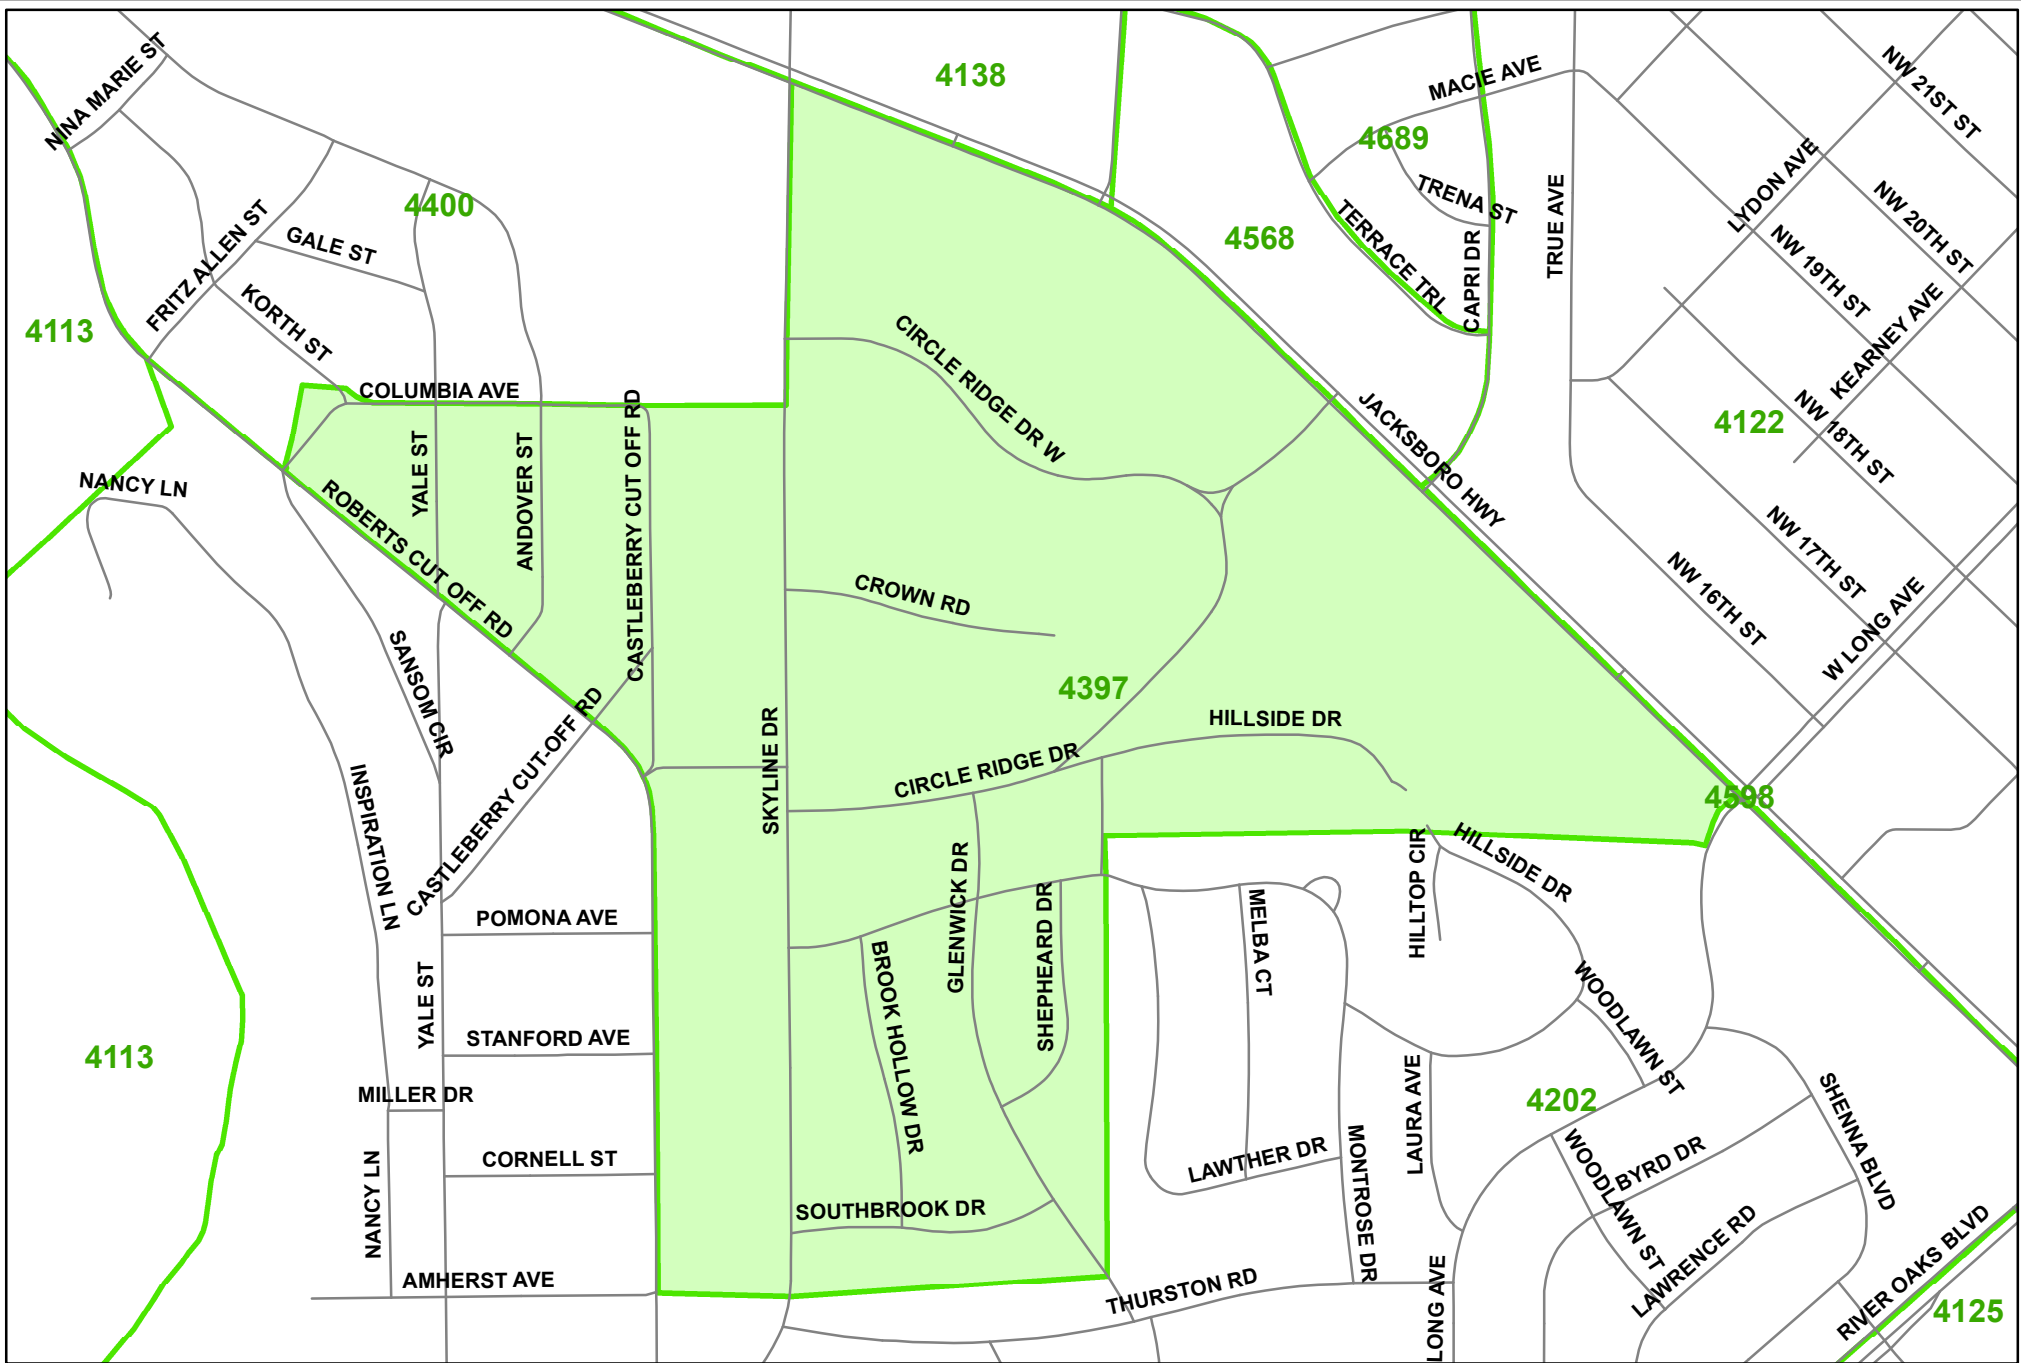 NINA MARIE ST
4138
MACIE AVE
NW 21ST ST
4689
TRENA ST
LYDON AVE
4400
GALE ST
FRITZ ALLEN ST
KORTH ST
4113
4568
TERRACE TRL
CAPRI DR
TRUE AVE
NW 20TH ST
NW 19TH ST
KEARNEY AVE
CIRCLE RIDGE DR W
COLUMBIA AVE
JACKSBORO HWY
4122
NW 18TH ST
NANCY LN
YALE ST
ANDOVER ST
CASTLEBERRY CUT OFF RD
ROBERTS CUT OFF RD
NW 17TH ST
NW 16TH ST
CROWN RD
W LONG AVE
SANSOM CIR
4397
HILLSIDE DR
CASTLEBERRY CUT-OFF RD
SKYLINE DR
CIRCLE RIDGE DR
4598
INSPIRATION LN
HILLTOP CIR
HILLSIDE DR
POMONA AVE
GLENWICK DR
SHEPHEARD DR
MELBA CT
BROOK HOLLOW DR
YALE ST
WOODLAWN ST
STANFORD AVE
4113
MILLER DR
LAURA AVE
4202
SHENNA BLVD
CORNELL ST
NANCY LN
LAWTHER DR
MONTROSE DR
BYRD DR
WOODLAWN ST
SOUTHBROOK DR
LAWRENCE RD
RIVER OAKS BLVD
AMHERST AVE
THURSTON RD
LONG AVE
4125